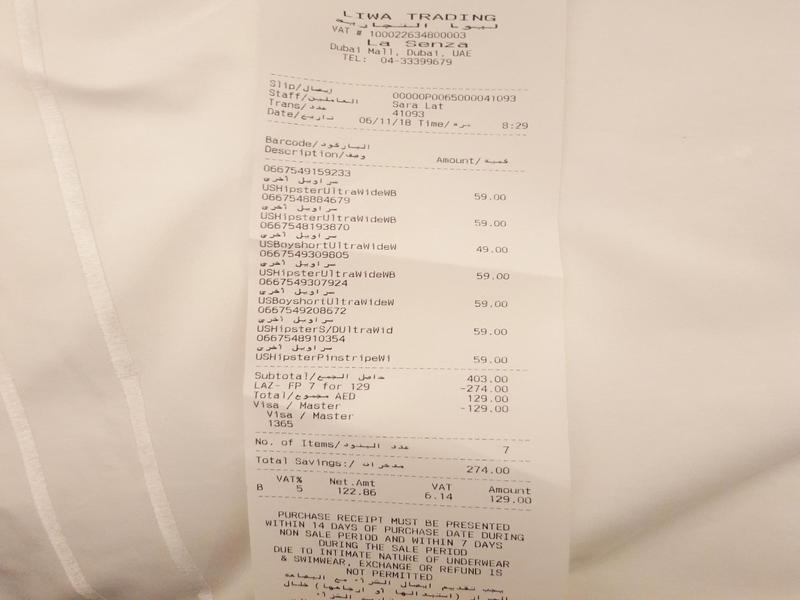 LIWA TRADING
ليوا التجارية
VAT # 100022634800003
La Senza
Dubai Mall, Dubai, UAE
TEL: 04-33399679
Slip/إيصال 00000P0065000041093
Staff/العاملين Sara Lat
Trans/عدد 41093
Date/تاريخ 06/11/18 Time/ 8:29
Barcode/الباركود
Description/وصف Amount/كمية
0667549159233
سراويل أخرى
USHipsterUltraWideWB 59.00
0667548884679
سراويل أخرى
USHipsterUltraWideWB 59.00
0667548193870
سراويل أخرى
USBoyshortUltraWideW 49.00
0667549309805
سراويل أخرى
USHipsterUltraWideWB 59.00
0667549307924
سراويل أخرى
USBoyshortUltraWideW 59.00
0667549208672
سراويل أخرى
USHipsterS/DUltraWid 59.00
0667548910354
سراويل أخرى
USHipsterPinstripeWi 59.00
Subtotal/حاصل الجمع 403.00
LAZ- FP 7 for 129 -274.00
Total/مجموع AED 129.00
Visa / Master -129.00
Visa / Master
1365
No. of Items/عدد البنود 7
Total Savings:/مدخرات 274.00
VAT% Net.Amt VAT Amount
B 5 122.86 6.14 129.00
PURCHASE RECEIPT MUST BE PRESENTED
WITHIN 14 DAYS OF PURCHASE DATE DURING
NON SALE PERIOD AND WITHIN 7 DAYS
DURING THE SALE PERIOD
DUE TO INTIMATE NATURE OF UNDERWEAR
& SWIMWEAR, EXCHANGE OR REFUND IS
NOT PERMITTED
يجب تقديم إيصال الشراء مع البضاعة